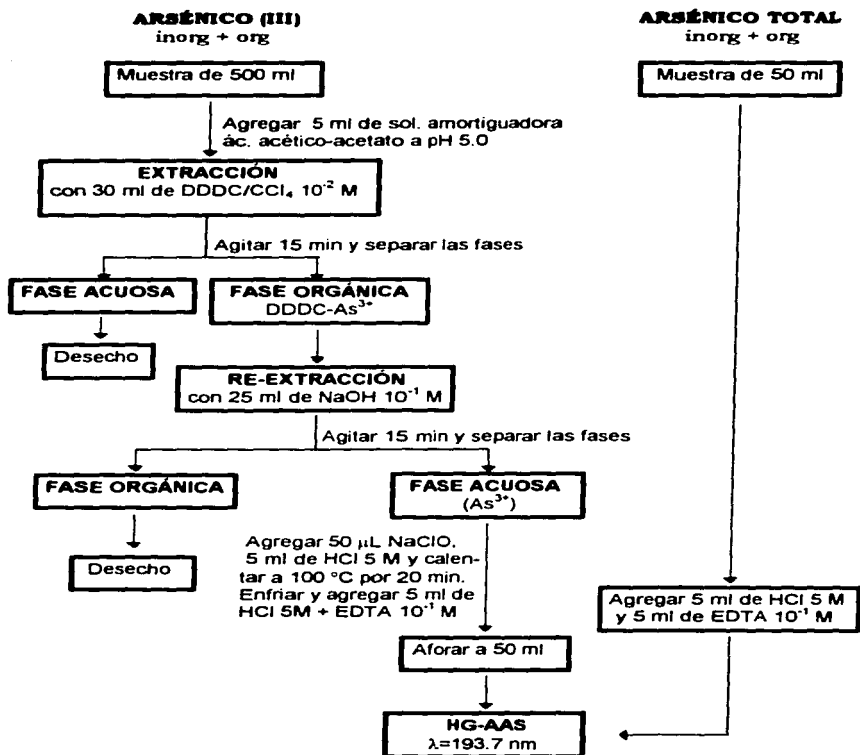 ARSÉNICO (III)
inorg + org
Muestra de 500 ml
Agregar 5 ml de sol. amortiguadora
ác. acético-acetato a pH 5.0
EXTRACCIÓN
con 30 ml de DDDC/CCl₄ 10⁻² M
Agitar 15 min y separar las fases
FASE ACUOSA
Desecho
FASE ORGÁNICA
DDDC-As³⁺
RE-EXTRACCIÓN
con 25 ml de NaOH 10⁻¹ M
Agitar 15 min y separar las fases
FASE ORGÁNICA
Desecho
FASE ACUOSA
(As³⁺)
Agregar 50 µL NaClO,
5 ml de HCl 5 M y calen-
tar a 100 °C por 20 min.
Enfriar y agregar 5 ml de
HCl 5M + EDTA 10⁻¹ M
Aforar a 50 ml
HG-AAS
λ=193.7 nm
ARSÉNICO TOTAL
inorg + org
Muestra de 50 ml
Agregar 5 ml de HCl 5 M
y 5 ml de EDTA 10⁻¹ M